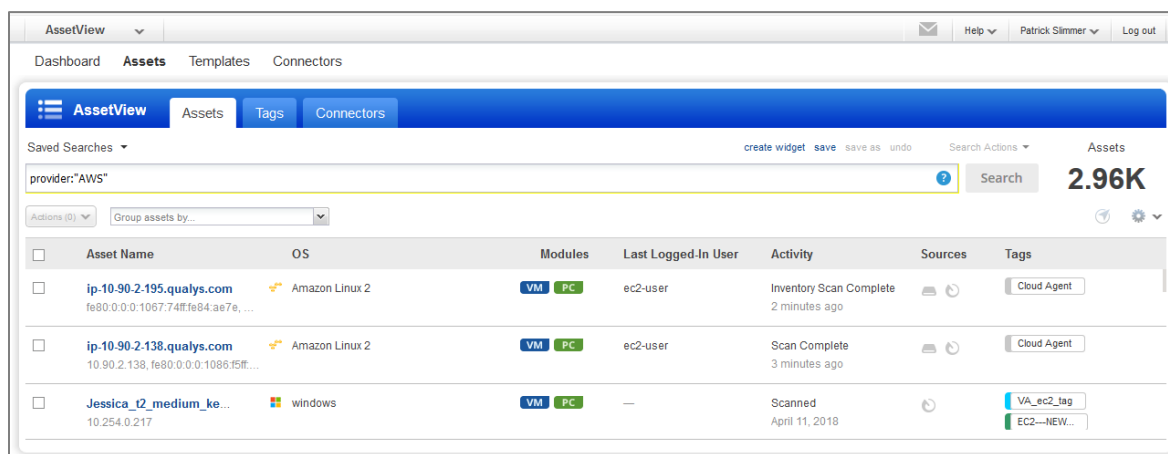 AssetView Help Patrick Slimmer Log out
Dashboard Assets Templates Connectors
AssetView Assets Tags Connectors
Saved Searches create widget save save as undo Search Actions Assets
provider:"AWS" ? Search 2.96K
Actions (0) Group assets by...
Asset Name OS Modules Last Logged-In User Activity Sources Tags
ip-10-90-2-195.qualys.com Amazon Linux 2 VM PC ec2-user Inventory Scan Complete Cloud Agent
fe80:0:0:0:1067:74ff:fe84:ae7e, ... 2 minutes ago
ip-10-90-2-138.qualys.com Amazon Linux 2 VM PC ec2-user Scan Complete Cloud Agent
10.90.2.138, fe80:0:0:0:1086:f5ff:... 3 minutes ago
Jessica_t2_medium_ke... windows VM PC — Scanned VA_ec2_tag
10.254.0.217 April 11, 2018 EC2---NEW...